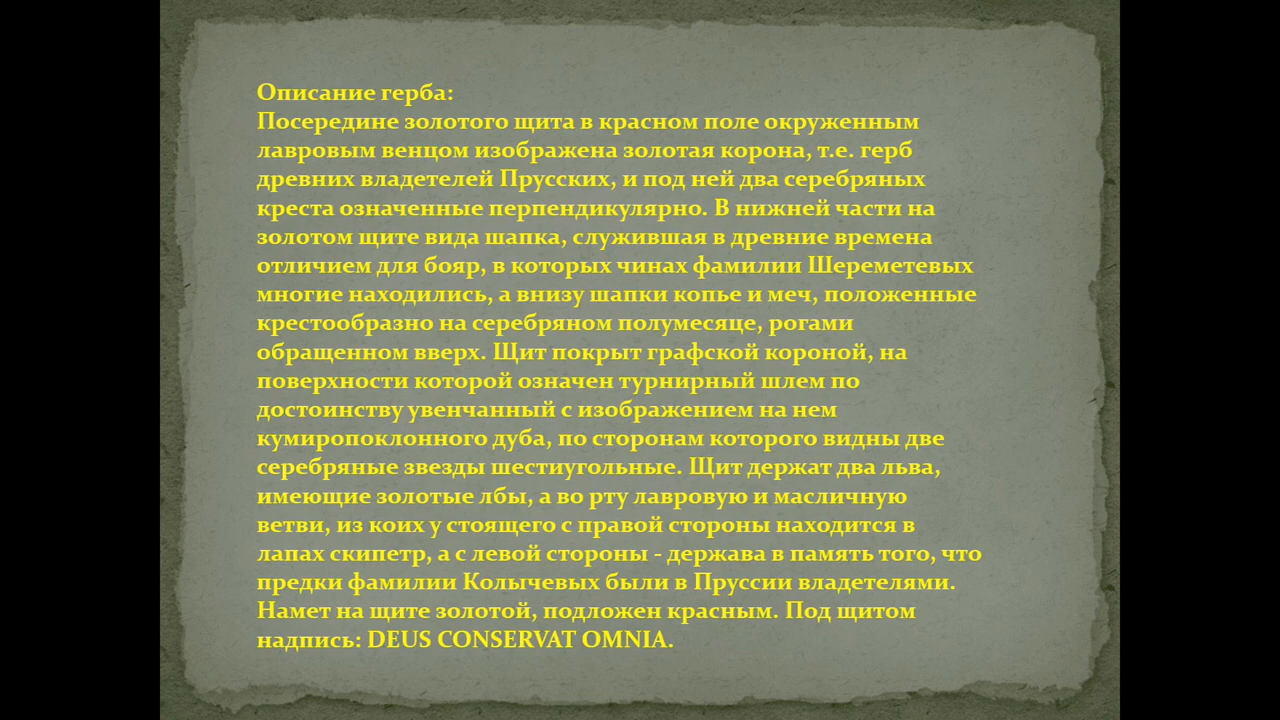 Описание герба:
Посередине золотого щита в красном поле окруженным
лавровым венцом изображена золотая корона, т.е. герб
древних владетелей Прусских, и под ней два серебряных
креста означенные перпендикулярно. В нижней части на
золотом щите вида шапка, служившая в древние времена
отличием для бояр, в которых чинах фамилии Шереметевых
многие находились, а внизу шапки копье и меч, положенные
крестообразно на серебряном полумесяце, рогами
обращенном вверх. Щит покрыт графской короной, на
поверхности которой означен турнирный шлем по
достоинству увенчанный с изображением на нем
кумиропоклонного дуба, по сторонам которого видны две
серебряные звезды шестиугольные. Щит держат два льва,
имеющие золотые лбы, а во рту лавровую и масличную
ветви, из коих у стоящего с правой стороны находится в
лапах скипетр, а с левой стороны - держава в память того, что
предки фамилии Колычевых были в Пруссии владетелями.
Намет на щите золотой, подложен красным. Под щитом
надпись: DEUS CONSERVAT OMNIA.